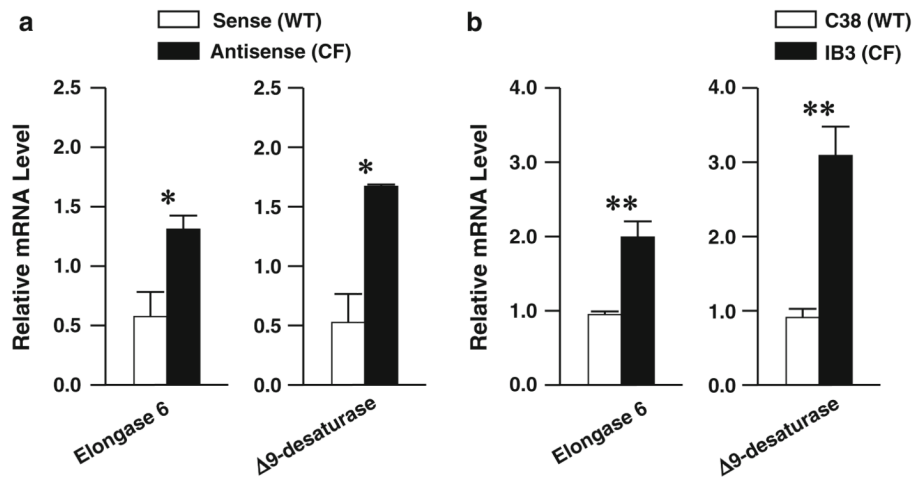 a
Sense (WT)
Antisense (CF)
Relative mRNA Level
2.5
2.0
1.5
1.0
0.5
0.0
*
Elongase 6
2.5
2.0
1.5
1.0
0.5
0.0
*
Δ9-desaturase
b
C38 (WT)
IB3 (CF)
Relative mRNA Level
4.0
3.0
2.0
1.0
0.0
**
Elongase 6
4.0
3.0
2.0
1.0
0.0
**
Δ9-desaturase